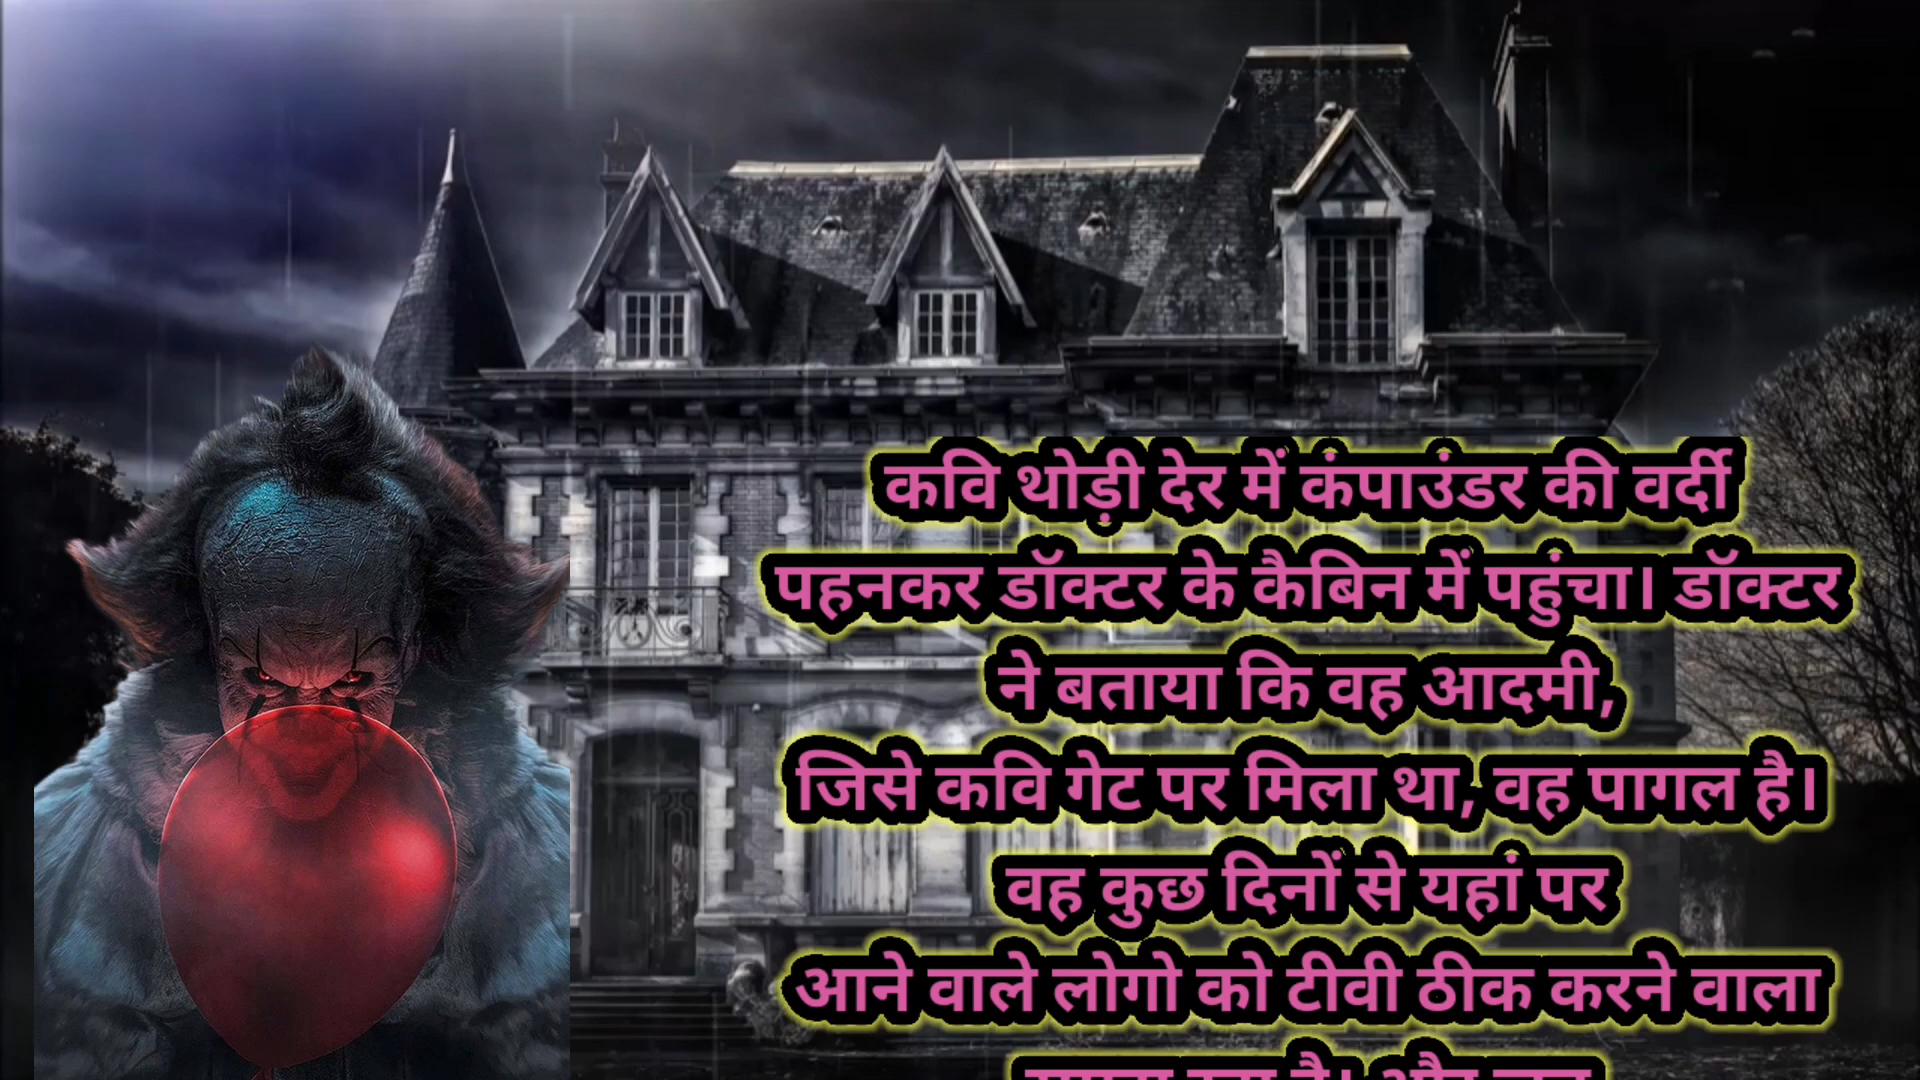 कवि थोड़ी देर में कंपाउंडर की वर्दी
पहनकर डॉक्टर के कैबिन में पहुंचा। डॉक्टर
ने बताया कि वह आदमी,
जिसे कवि गेट पर मिला था, वह पागल है।
वह कुछ दिनों से यहां पर
आने वाले लोगो को टीवी ठीक करने वाला